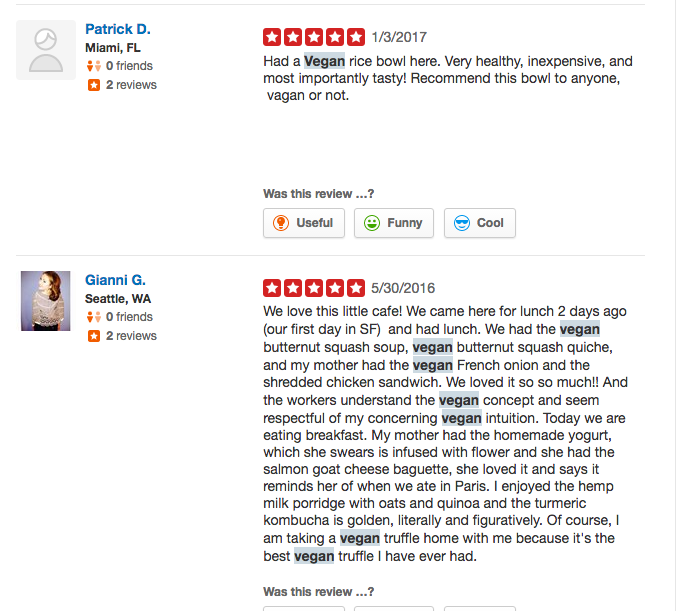 Patrick D.
Miami, FL
0 friends
2 reviews
1/3/2017
Had a Vegan rice bowl here. Very healthy, inexpensive, and
most importantly tasty! Recommend this bowl to anyone,
vagan or not.
Was this review ...?
Useful
Funny
Cool
Gianni G.
Seattle, WA
0 friends
2 reviews
5/30/2016
We love this little cafe! We came here for lunch 2 days ago
(our first day in SF) and had lunch. We had the vegan
butternut squash soup, vegan butternut squash quiche,
and my mother had the vegan French onion and the
shredded chicken sandwich. We loved it so so much!! And
the workers understand the vegan concept and seem
respectful of my concerning vegan intuition. Today we are
eating breakfast. My mother had the homemade yogurt,
which she swears is infused with flower and she had the
salmon goat cheese baguette, she loved it and says it
reminds her of when we ate in Paris. I enjoyed the hemp
milk porridge with oats and quinoa and the turmeric
kombucha is golden, literally and figuratively. Of course, I
am taking a vegan truffle home with me because it's the
best vegan truffle I have ever had.
Was this review ...?